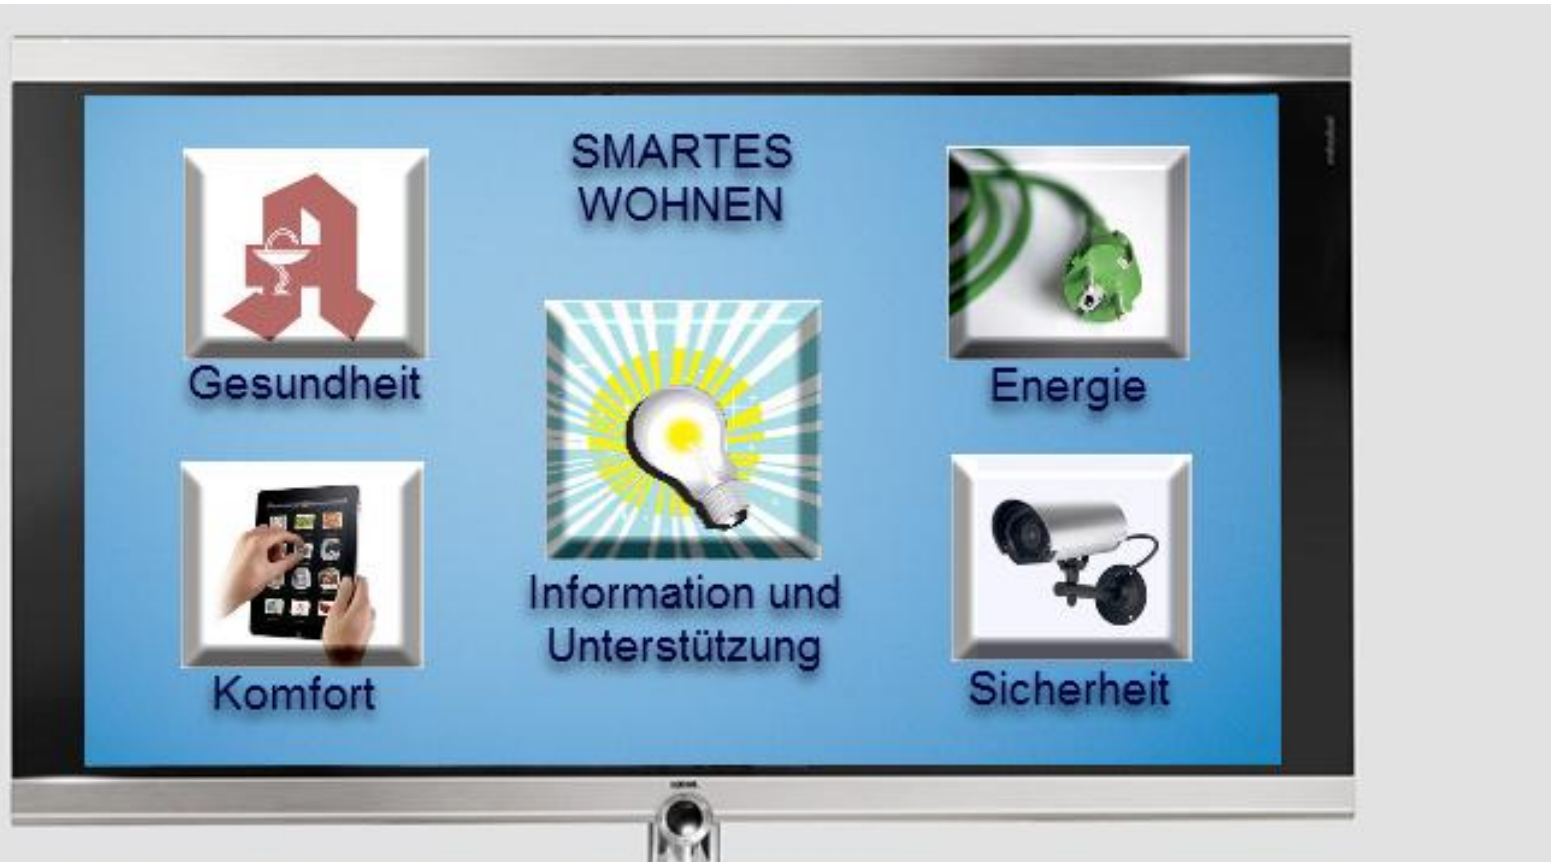 SMARTES
WOHNEN
Gesundheit
Energie
Information und
Unterstützung
Komfort
Sicherheit